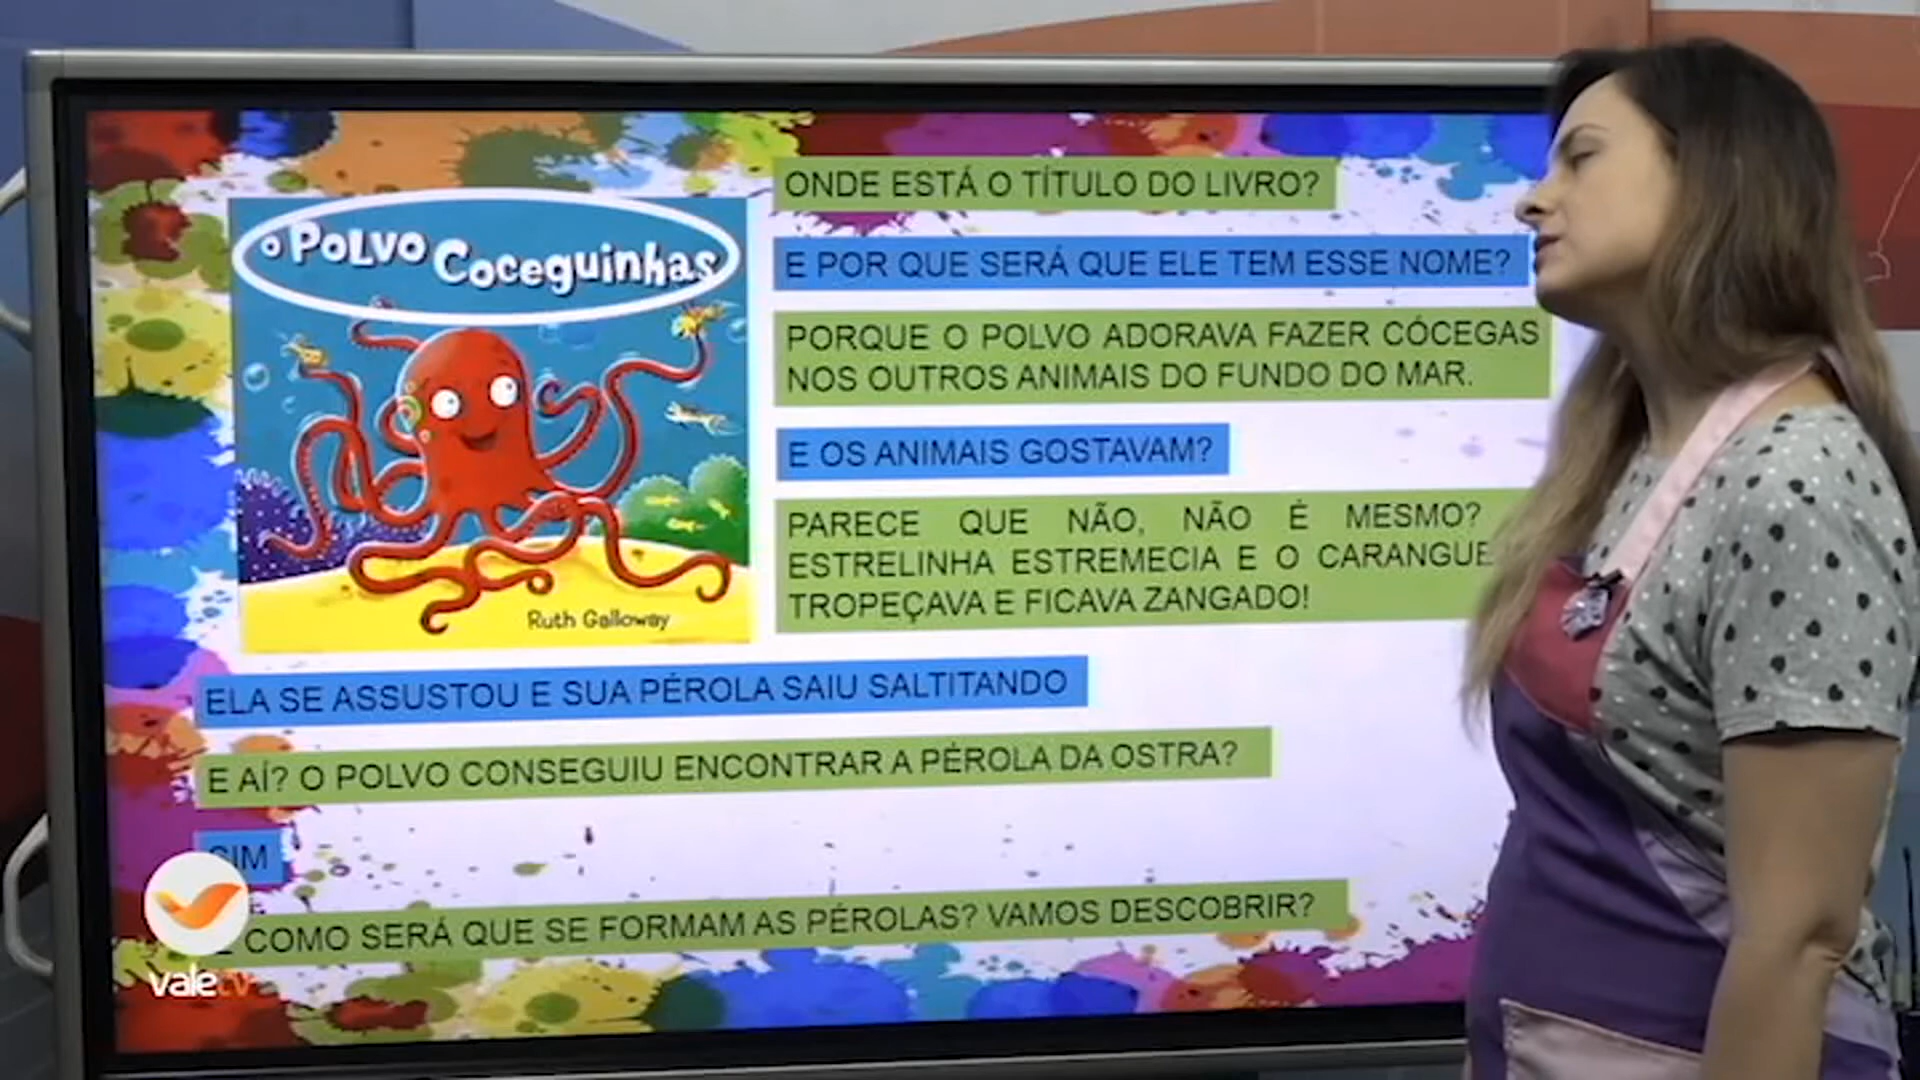 O POLVO COCEGUINHAS
Ruth Galloway
ONDE ESTÁ O TÍTULO DO LIVRO?
E POR QUE SERÁ QUE ELE TEM ESSE NOME?
PORQUE O POLVO ADORAVA FAZER CÓCEGAS
NOS OUTROS ANIMAIS DO FUNDO DO MAR.
E OS ANIMAIS GOSTAVAM?
PARECE QUE NÃO, NÃO É MESMO?
ESTRELINHA ESTREMECIA E O CARANGUE
TROPEÇAVA E FICAVA ZANGADO!
ELA SE ASSUSTOU E SUA PÉROLA SAIU SALTITANDO
E AÍ? O POLVO CONSEGUIU ENCONTRAR A PÉROLA DA OSTRA?
SIM
E COMO SERÁ QUE SE FORMAM AS PÉROLAS? VAMOS DESCOBRIR?
valetv